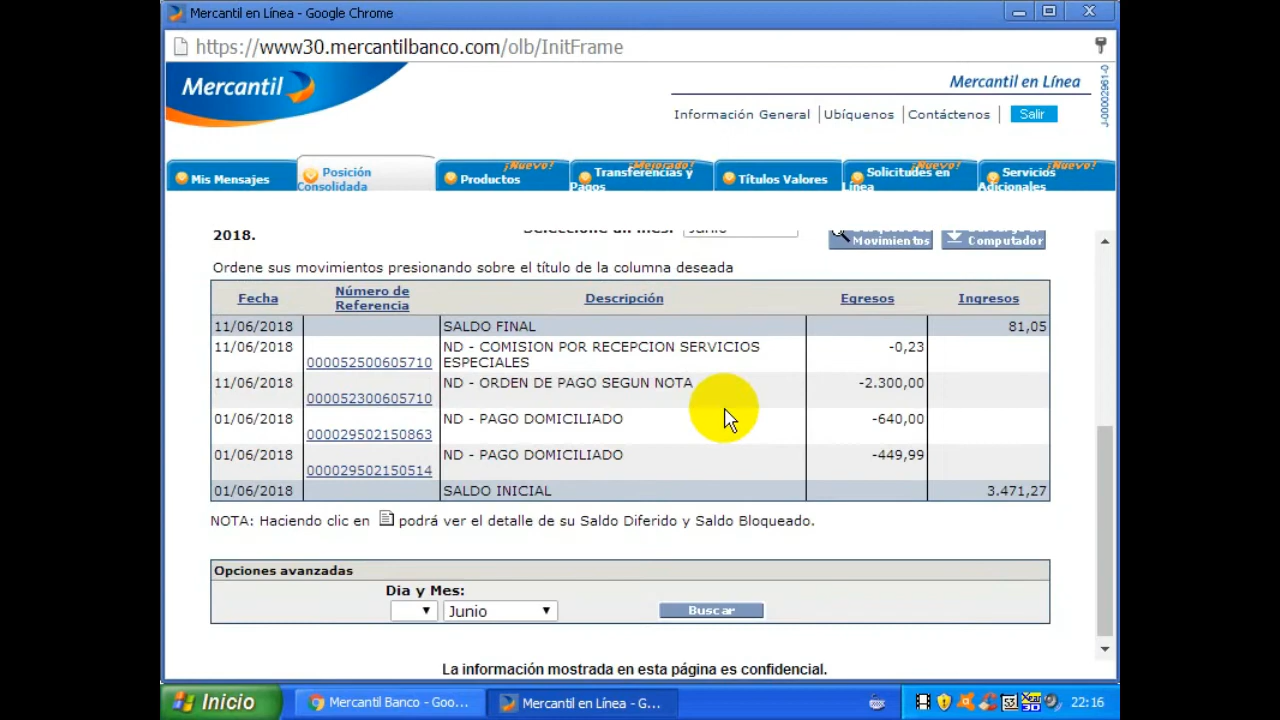 Mercantil en Línea - Google Chrome
https://www30.mercantilbanco.com/olb/InitFrame
Mercantil
Mercantil en Línea
J-00002961-0
Información General | Ubíquenos | Contáctenos | Salir
Mis Mensajes
Posición Consolidada
¡Nuevo!
Productos
¡Mejorado!
Transferencias y Pagos
Títulos Valores
¡Nuevo!
Solicitudes en Línea
¡Nuevo!
Servicios Adicionales
2018.
Seleccione un mes: Junio
Movimientos
Computador
Ordene sus movimientos presionando sobre el título de la columna deseada
Fecha Número de Referencia Descripción Egresos Ingresos
11/06/2018 SALDO FINAL 81,05
11/06/2018 000052500605710 ND - COMISION POR RECEPCION SERVICIOS ESPECIALES -0,23
11/06/2018 000052300605710 ND - ORDEN DE PAGO SEGUN NOTA -2.300,00
01/06/2018 000029502150863 ND - PAGO DOMICILIADO -640,00
01/06/2018 000029502150514 ND - PAGO DOMICILIADO -449,99
01/06/2018 SALDO INICIAL 3.471,27
NOTA: Haciendo clic en podrá ver el detalle de su Saldo Diferido y Saldo Bloqueado.
Opciones avanzadas
Dia y Mes:
Junio
Buscar
La información mostrada en esta página es confidencial.
Inicio
Mercantil Banco - Goo...
Mercantil en Línea - G...
22:16